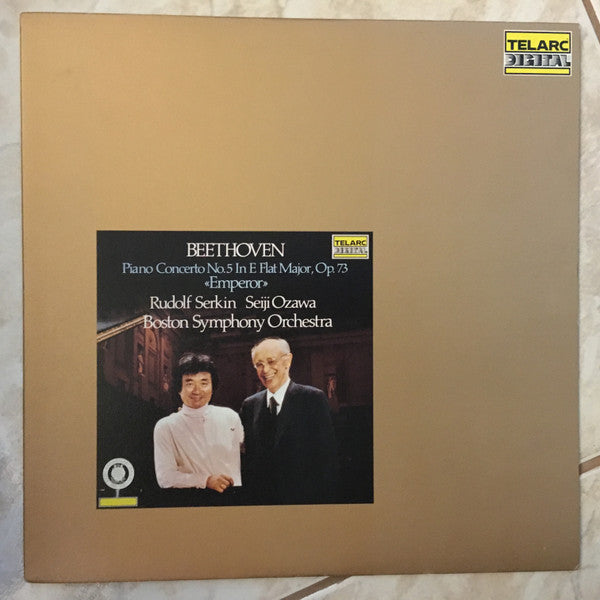 TELARC
DIGITAL
BEETHOVEN
TELARC
DIGITAL
Piano Concerto No.5 In E Flat Major, Op. 73
«Emperor»
Rudolf Serkin Seiji Ozawa
Boston Symphony Orchestra